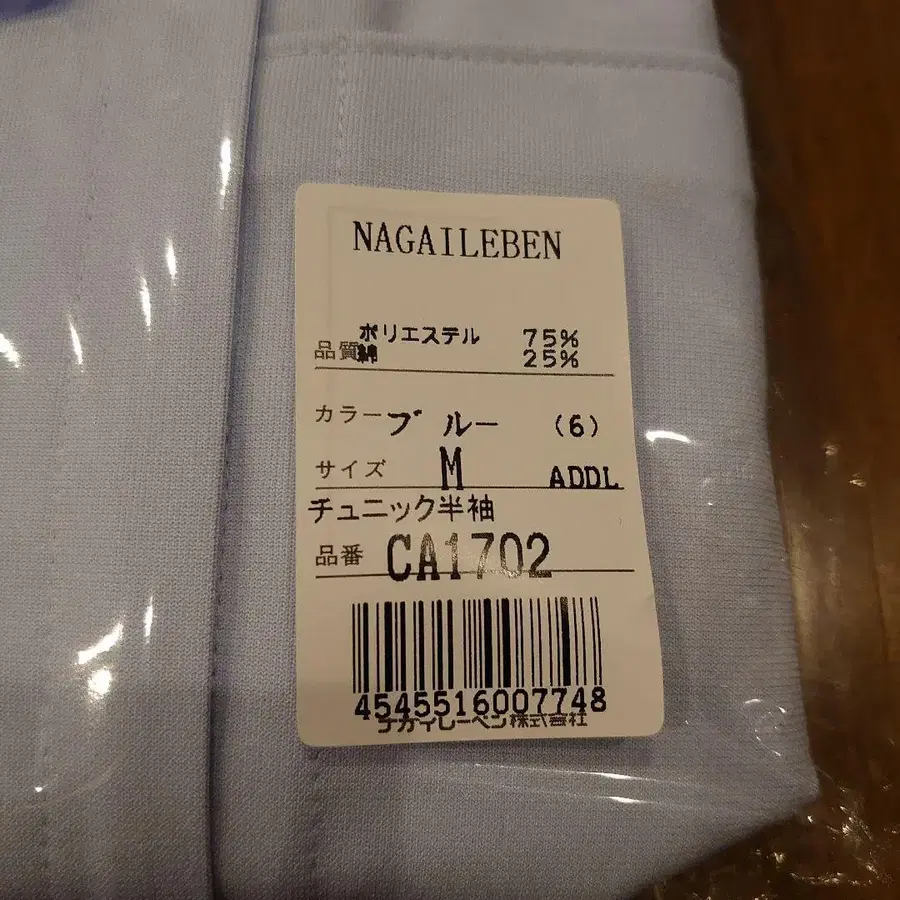 NAGAILEBEN
ポリエステル 75%
品質 綿 25%
カラー ブルー (6)
サイズ M ADDL
チュニック半袖
品番 CA1702
4545516007748
ナガイレーベン株式会社